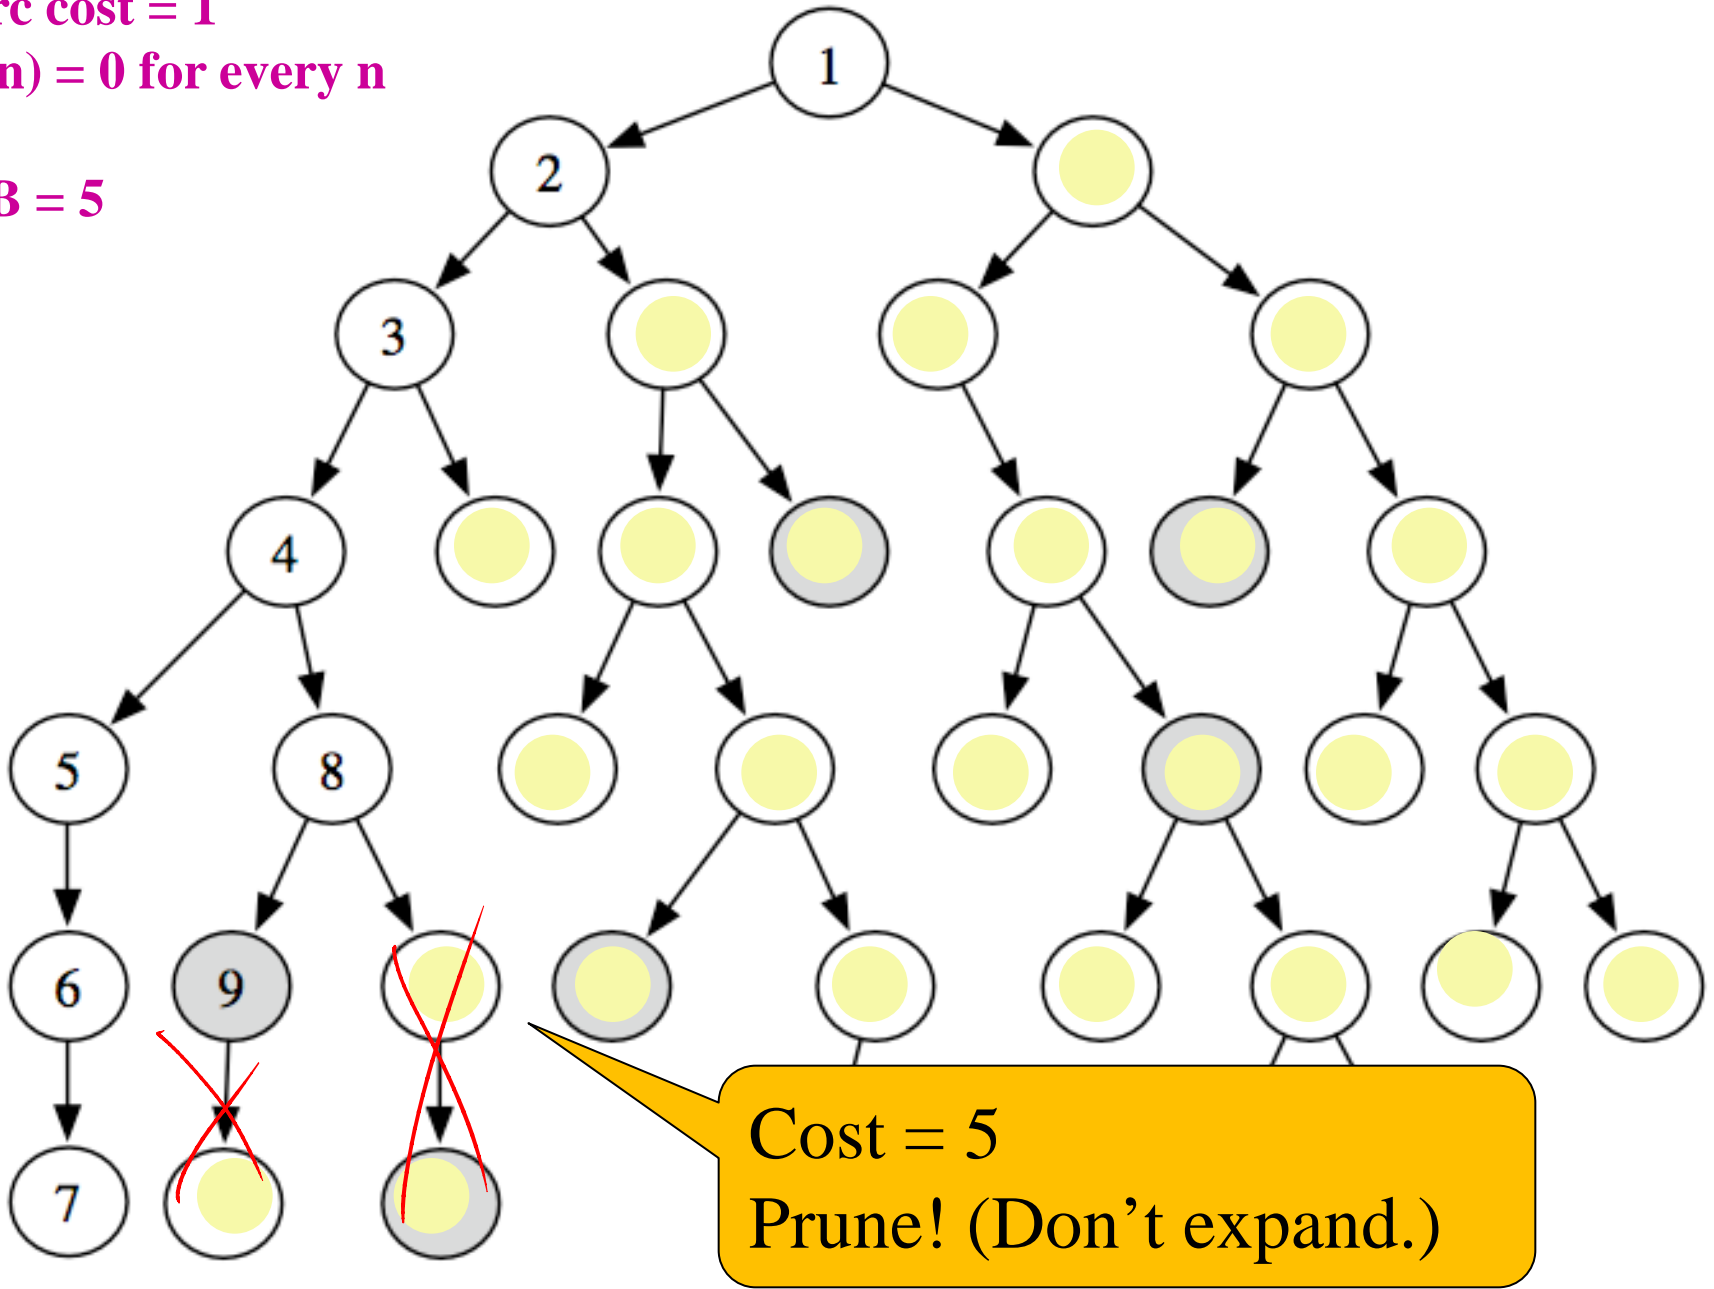 rc cost = 1
n) = 0 for every n
B = 5
1
2
3
4
5
8
6
9
7
Cost = 5
Prune! (Don’t expand.)